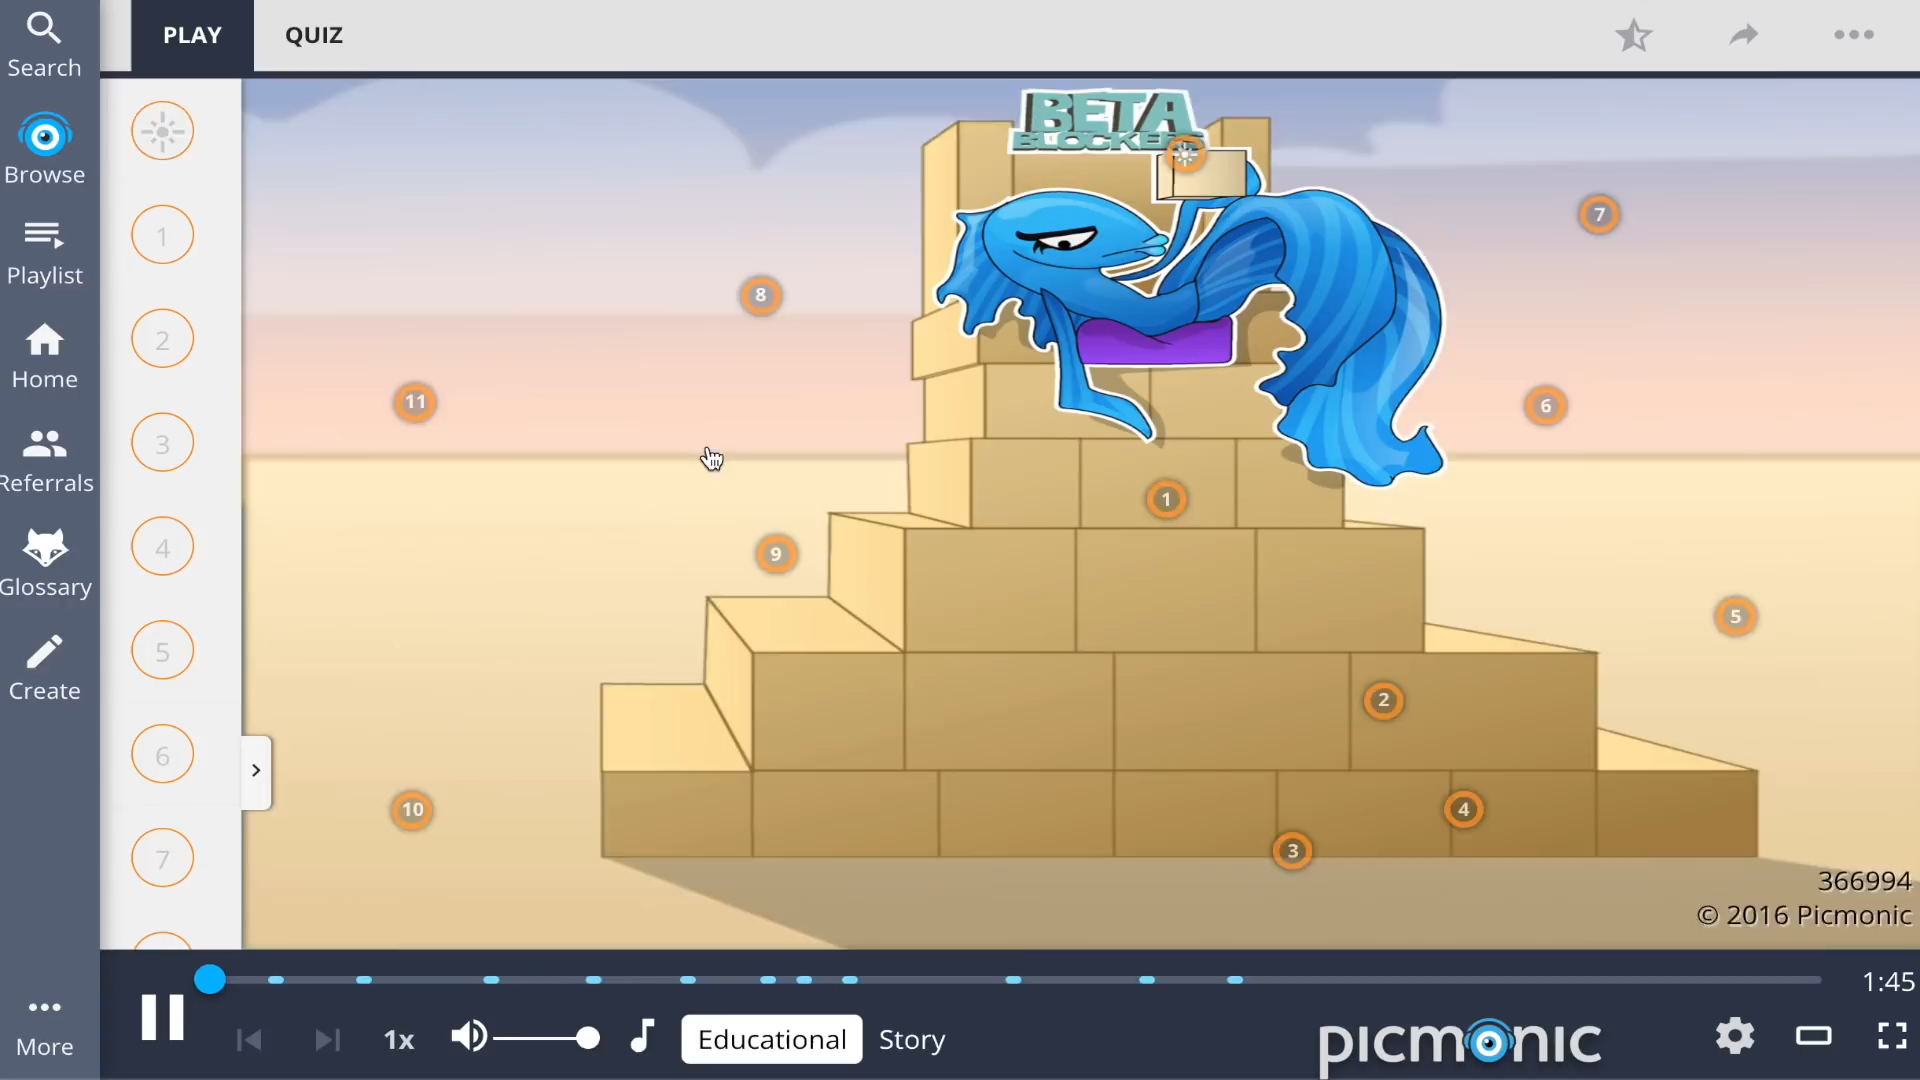 PLAY
QUIZ
Search
Browse
Playlist
Home
Referrals
Glossary
Create
More
1
2
3
4
5
6
7
BETA
BLOCKERS
7
8
11
6
1
9
5
2
10
4
3
366994
© 2016 Picmonic
1:45
1x
Educational
Story
picmonic